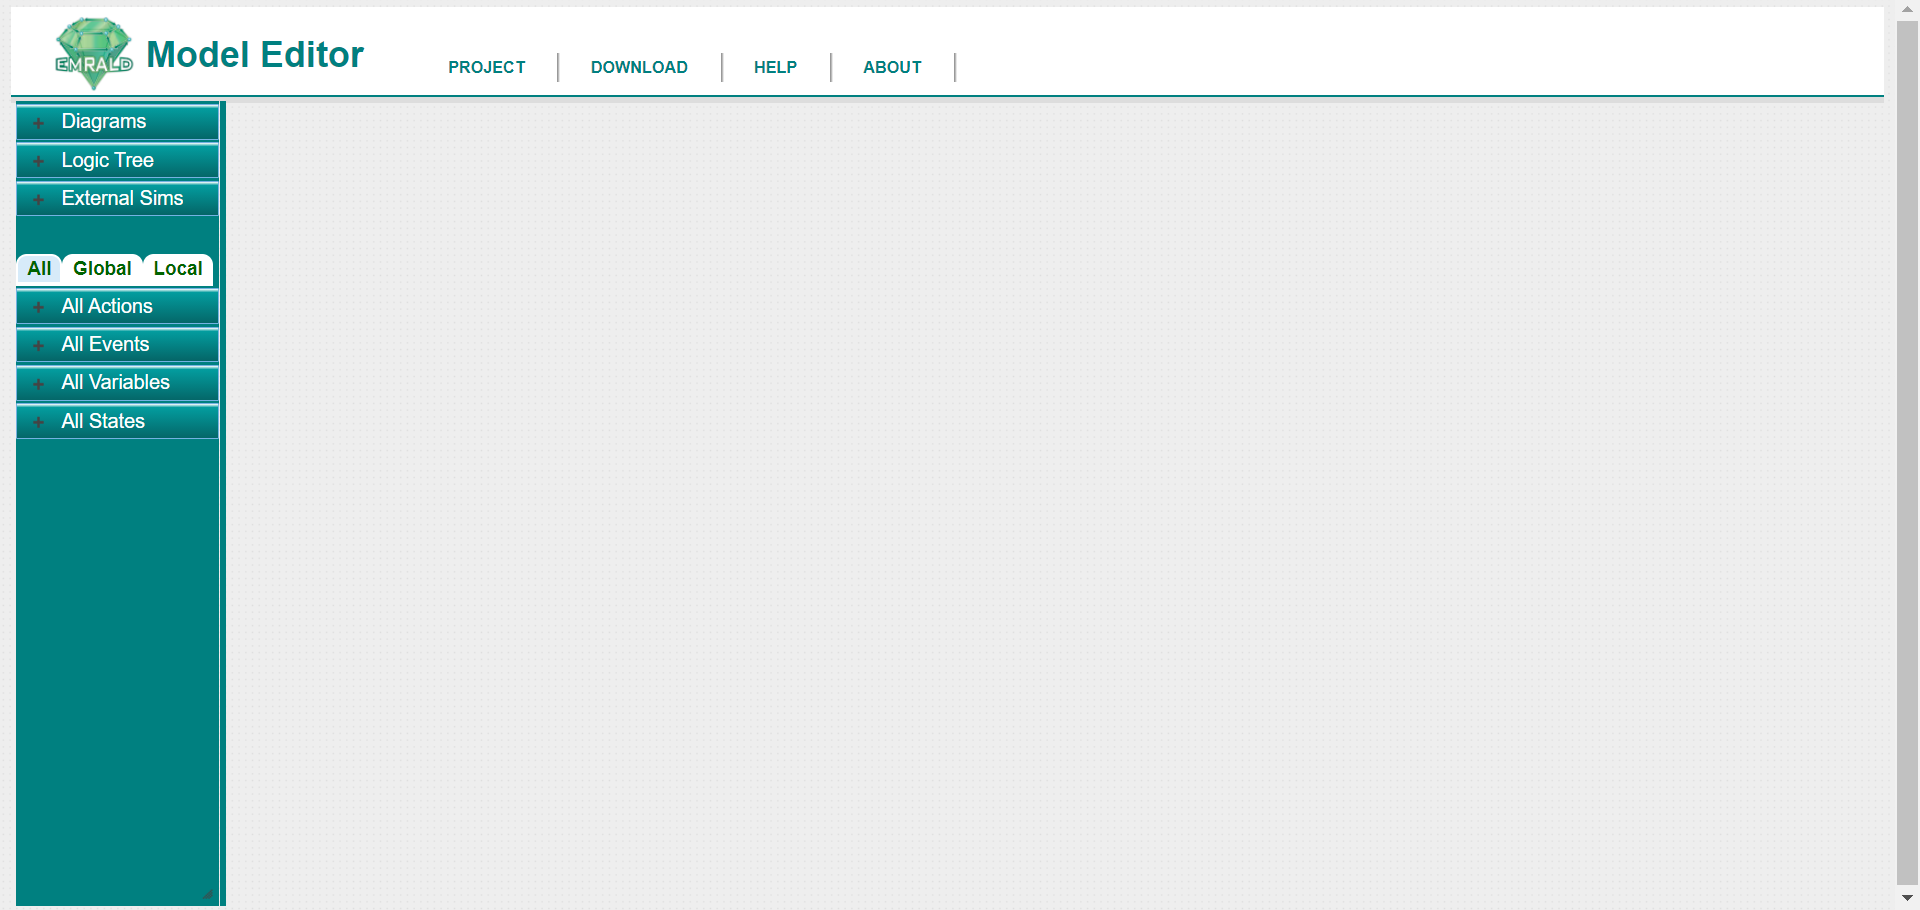 EMRALD
Model Editor
PROJECT
DOWNLOAD
HELP
ABOUT
Diagrams
Logic Tree
External Sims
All Global Local
All Actions
All Events
All Variables
All States